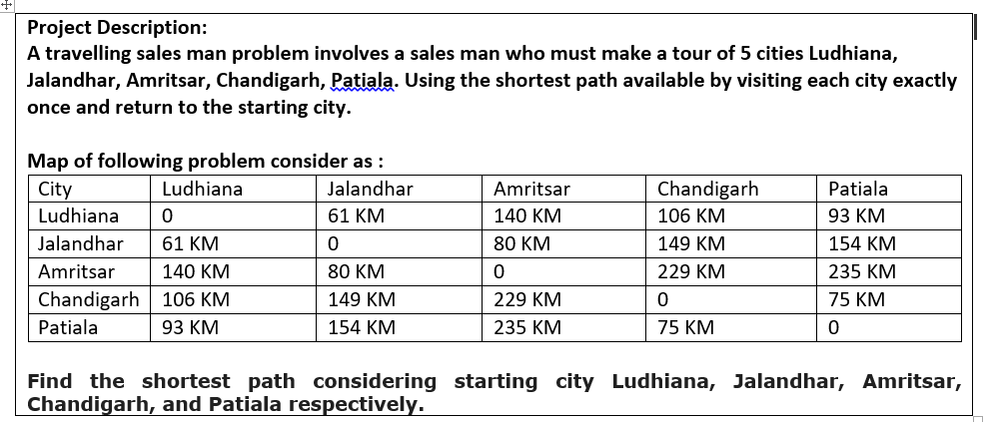 Project Description:
A travelling sales man problem involves a sales man who must make a tour of 5 cities Ludhiana,
Jalandhar, Amritsar, Chandigarh, Patiala. Using the shortest path available by visiting each city exactly
once and return to the starting city.
Map of following problem consider as :
City Ludhiana Jalandhar Amritsar Chandigarh Patiala
Ludhiana 0 61 KM 140 KM 106 KM 93 KM
Jalandhar 61 KM 0 80 KM 149 KM 154 KM
Amritsar 140 KM 80 KM 0 229 KM 235 KM
Chandigarh 106 KM 149 KM 229 KM 0 75 KM
Patiala 93 KM 154 KM 235 KM 75 KM 0
Find the shortest path considering starting city Ludhiana, Jalandhar, Amritsar,
Chandigarh, and Patiala respectively.